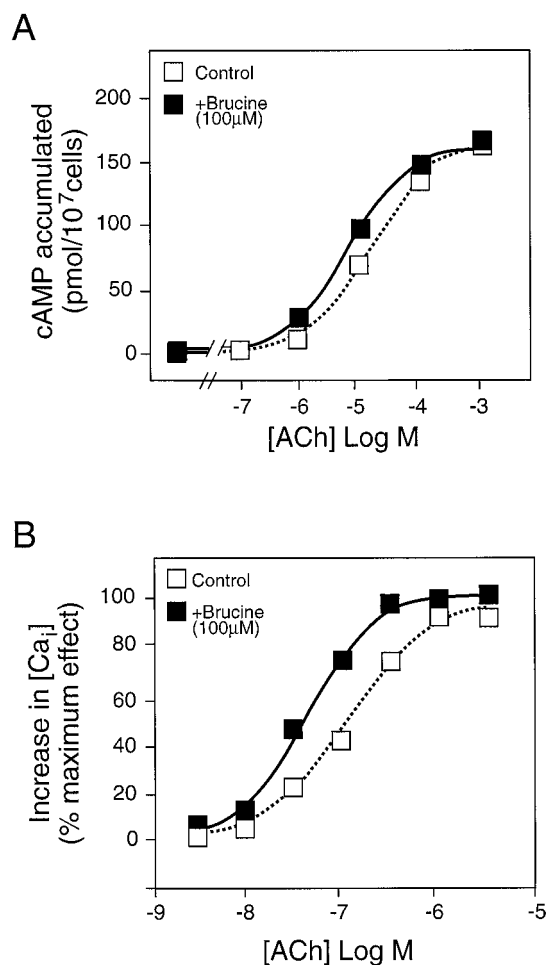 A
Control
+Brucine
(100μM)
cAMP accumulated
(pmol/10⁷cells)
200
150
100
50
0
-7 -6 -5 -4 -3
[ACh] Log M
B
Control
+Brucine
(100μM)
Increase in [Caᵢ]
(% maximum effect)
100
80
60
40
20
0
-9 -8 -7 -6 -5
[ACh] Log M